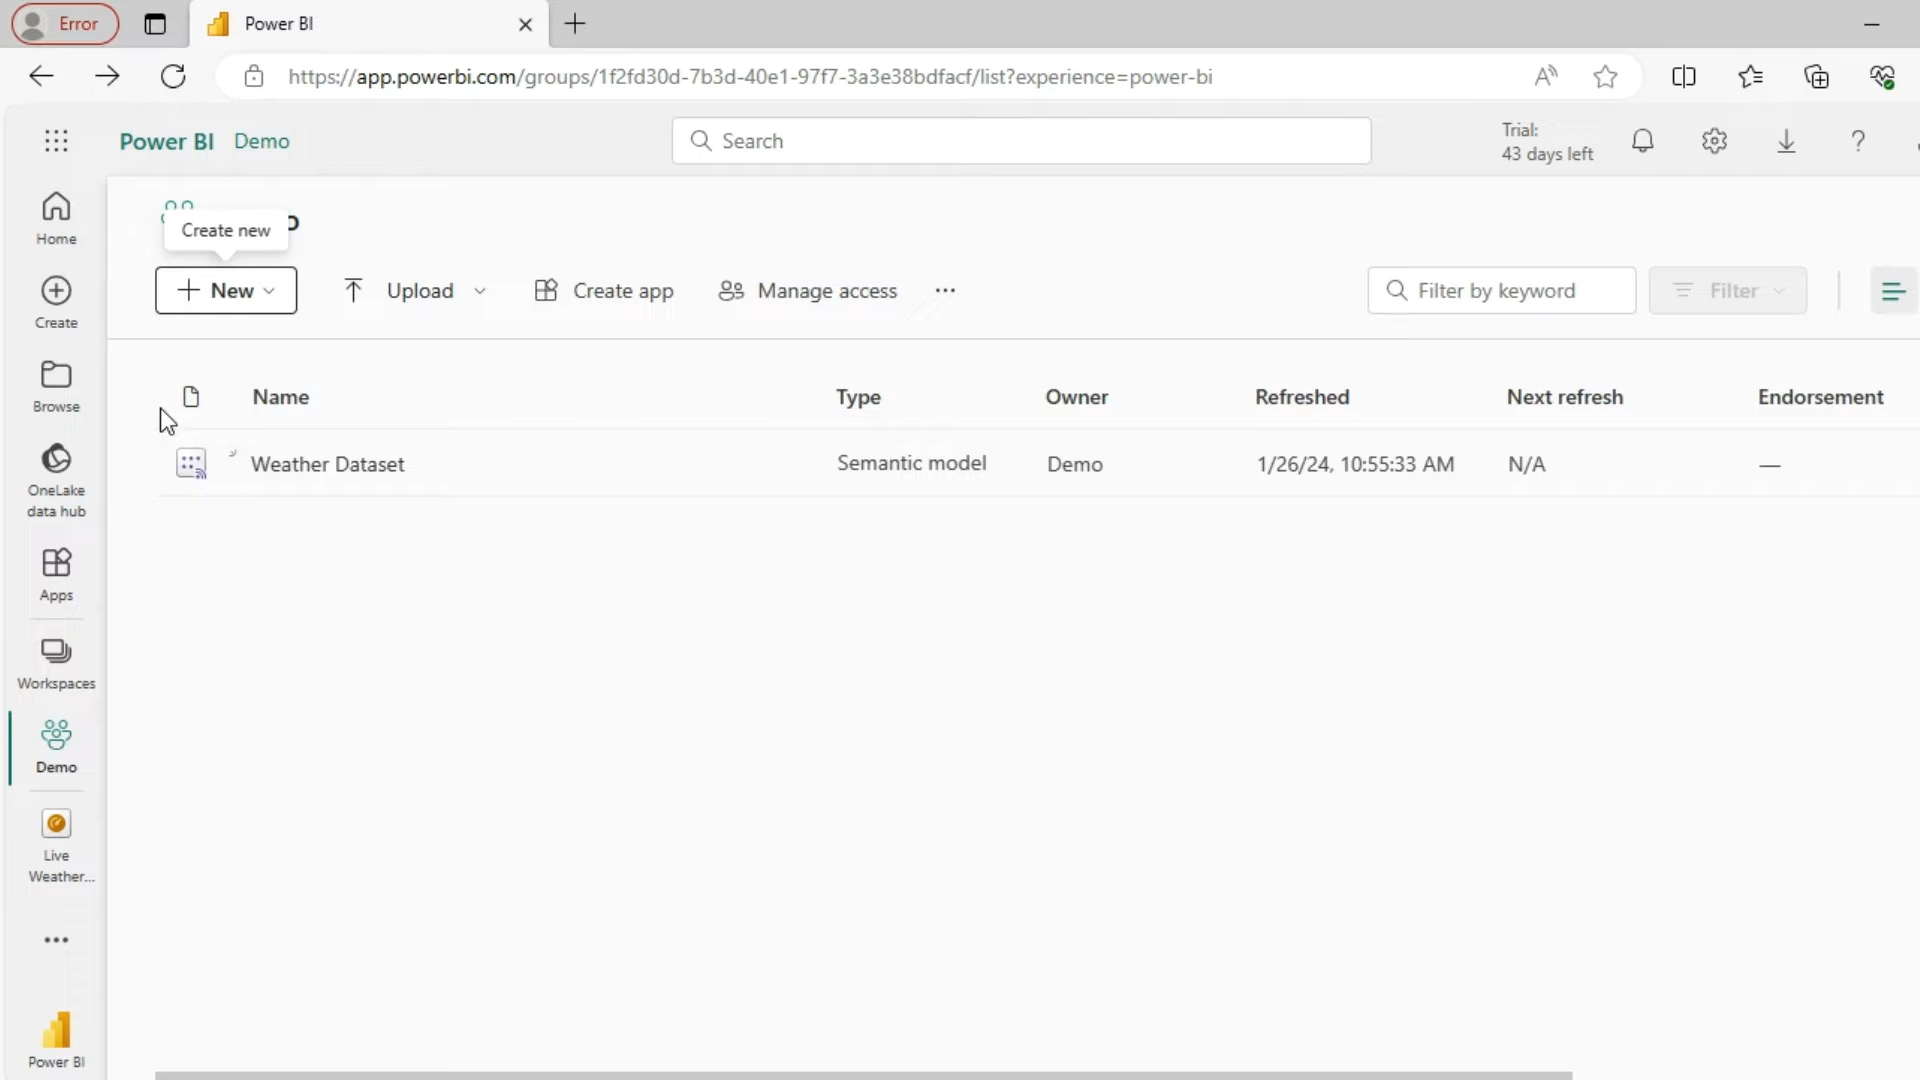 Error
Power BI
https://app.powerbi.com/groups/1f2fd30d-7b3d-40e1-97f7-3a3e38bdfacf/list?experience=power-bi
Power BI Demo
Search
Trial:
43 days left
?
Home
Create
Browse
OneLake
data hub
Apps
Workspaces
Demo
Live
Weather...
Power BI
Create new
New
Upload
Create app
Manage access
Filter by keyword
Filter
Name Type Owner Refreshed Next refresh Endorsement
Weather Dataset Semantic model Demo 1/26/24, 10:55:33 AM N/A —